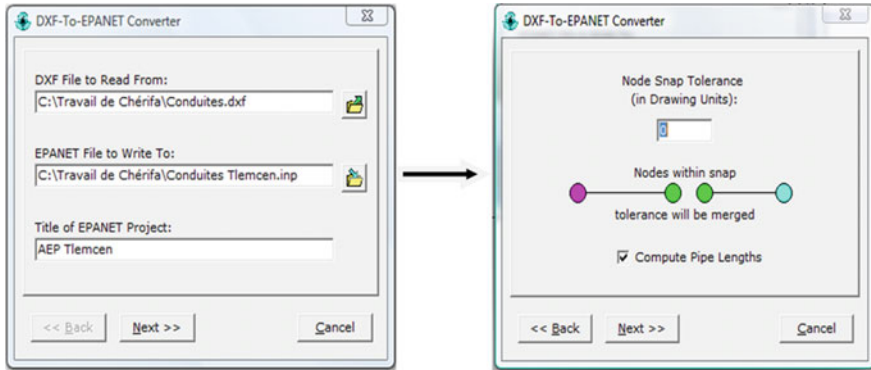 DXF-To-EPANET Converter
DXF File to Read From:
C:\Travail de Chérifa\Conduites.dxf
EPANET File to Write To:
C:\Travail de Chérifa\Conduites Tlemcen.inp
Title of EPANET Project:
AEP Tlemcen
<< Back
Next >>
Cancel
DXF-To-EPANET Converter
Node Snap Tolerance
(in Drawing Units):
0
Nodes within snap
tolerance will be merged
Compute Pipe Lengths
<< Back
Next >>
Cancel